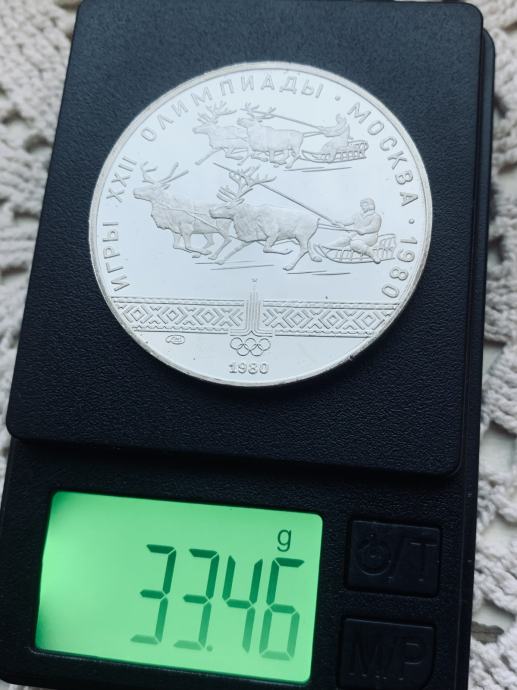 ИГРЫ XXII ОЛИМПИАДЫ · МОСКВА · 1980
1980
g
33.46
/T
M/P